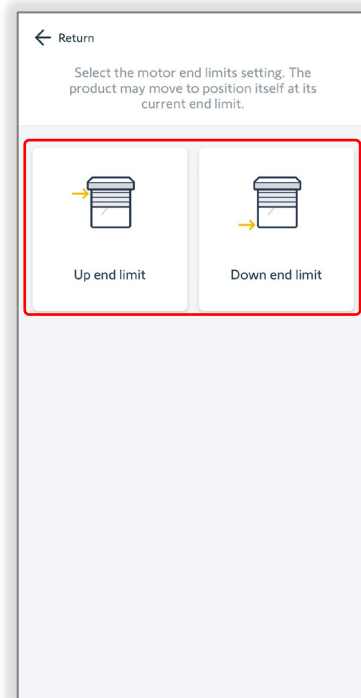 Return
Select the motor end limits setting. The
product may move to position itself at its
current end limit.
Up end limit
Down end limit